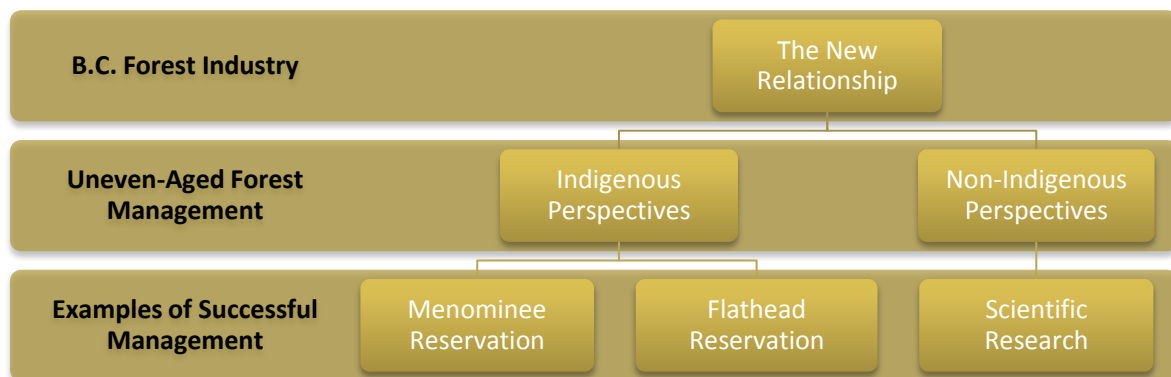 B.C. Forest Industry
The New
Relationship
Uneven-Aged Forest
Management
Indigenous
Perspectives
Non-Indigenous
Perspectives
Examples of Successful
Management
Menominee
Reservation
Flathead
Reservation
Scientific
Research